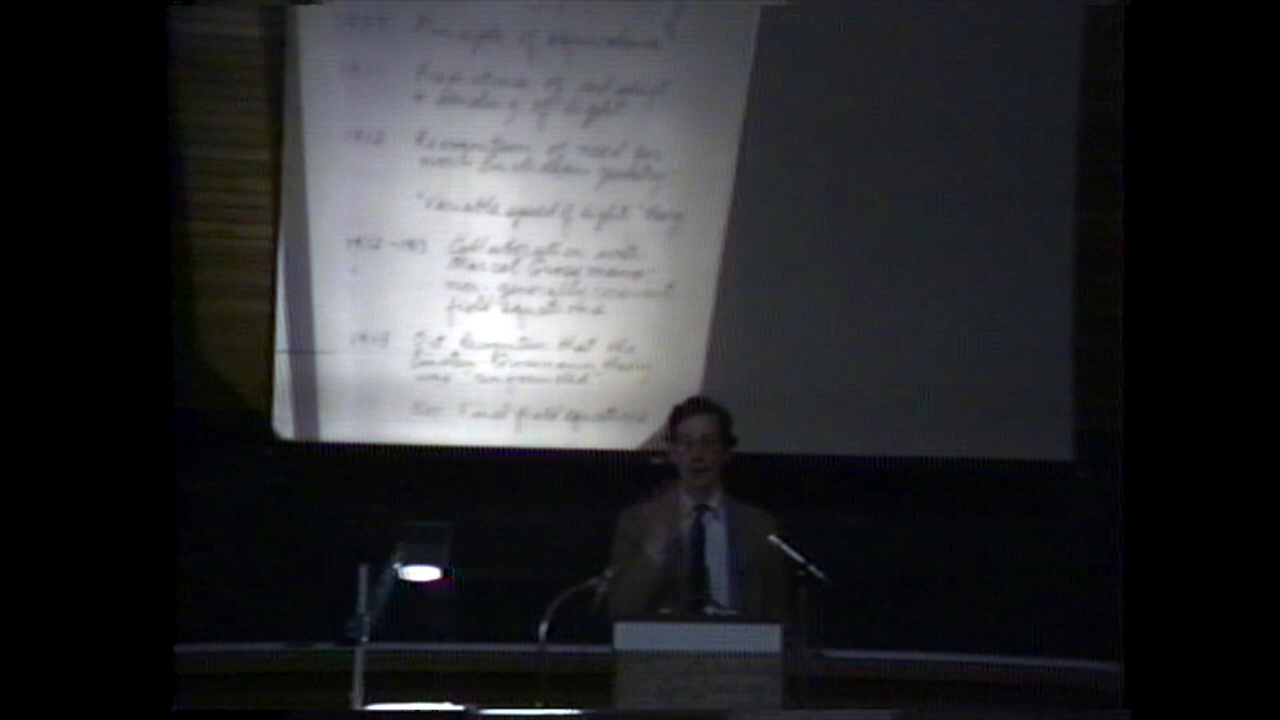 Principle of equivalence
Predictions of red shift
& bending of light
1912 Recognition of need for
non-Euclidean geometry
"Variable speed of light" theory
1912-1913 Collaboration with
Marcel Grossmann
non-generally covariant
field equations
1915 Oct. Recognition that the
Einstein-Grossmann theory
was "unfounded"
Nov. Final field equations